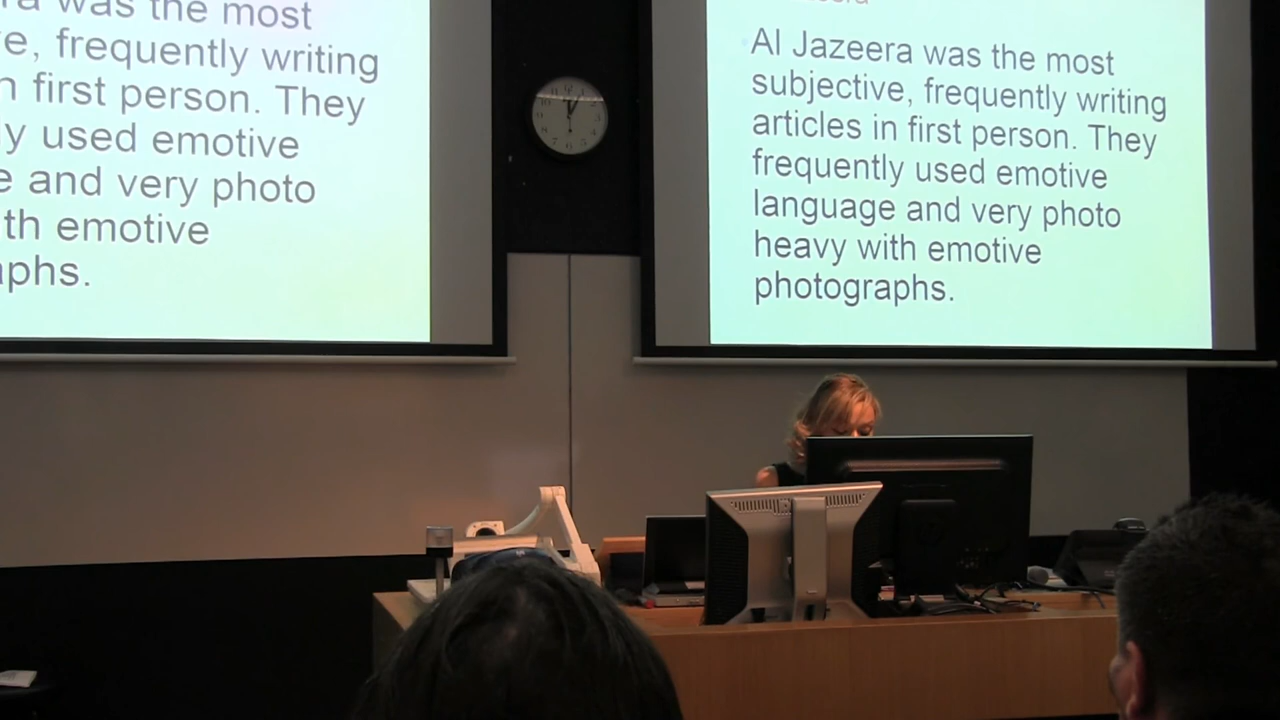 ra was the most
e, frequently writing
n first person. They
ly used emotive
e and very photo
th emotive
aphs.
Al Jazeera was the most
subjective, frequently writing
articles in first person. They
frequently used emotive
language and very photo
heavy with emotive
photographs.